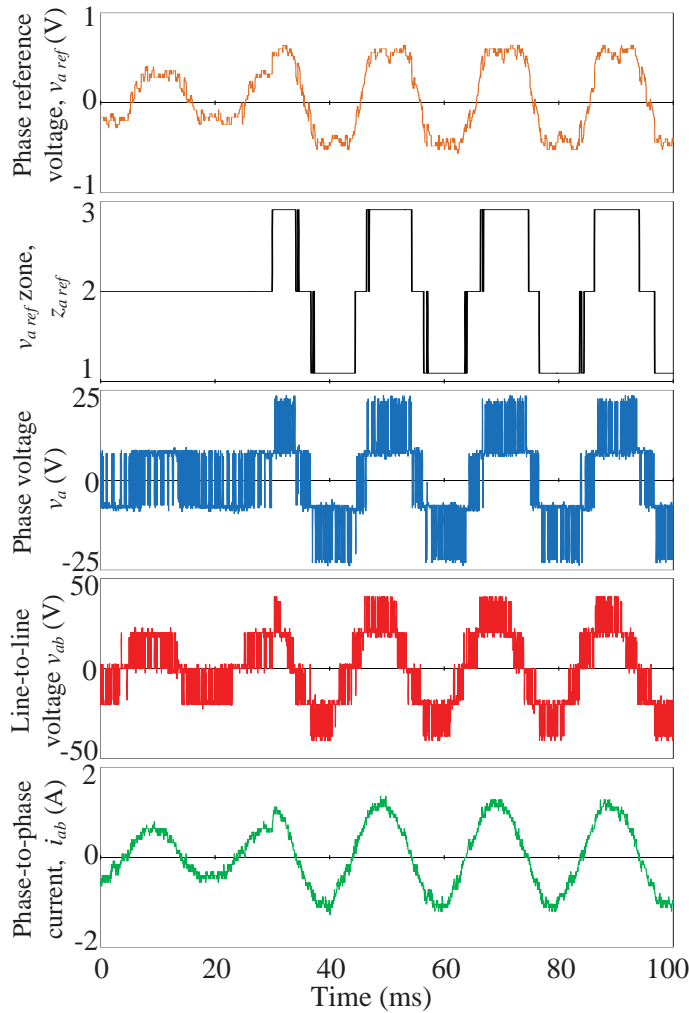 Phase reference
voltage, v_a ref (V)
1
0
-1
v_a ref zone,
z_a ref
3
2
1
Phase voltage
v_a (V)
25
0
-25
Line-to-line
voltage v_ab (V)
50
0
-50
Phase-to-phase
current, i_ab (A)
2
0
-2
0 20 40 60 80 100
Time (ms)